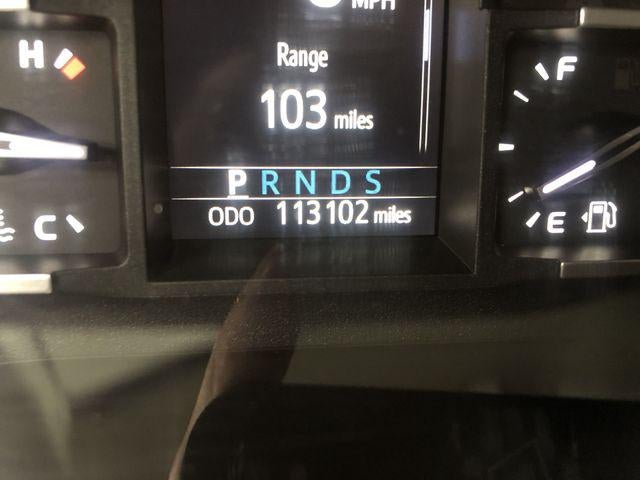 MPH
H
F
Range
103 miles
P R N D S
ODO 113102 miles
C
E